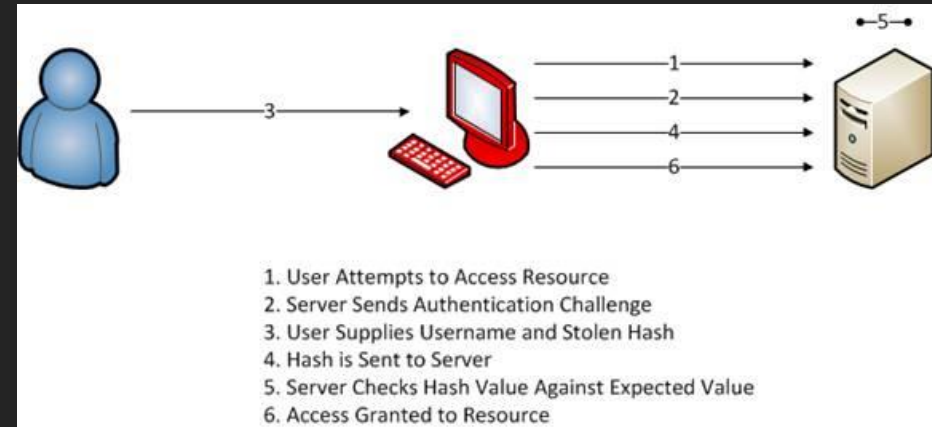 5
3
1
2
4
6
1. User Attempts to Access Resource
2. Server Sends Authentication Challenge
3. User Supplies Username and Stolen Hash
4. Hash is Sent to Server
5. Server Checks Hash Value Against Expected Value
6. Access Granted to Resource